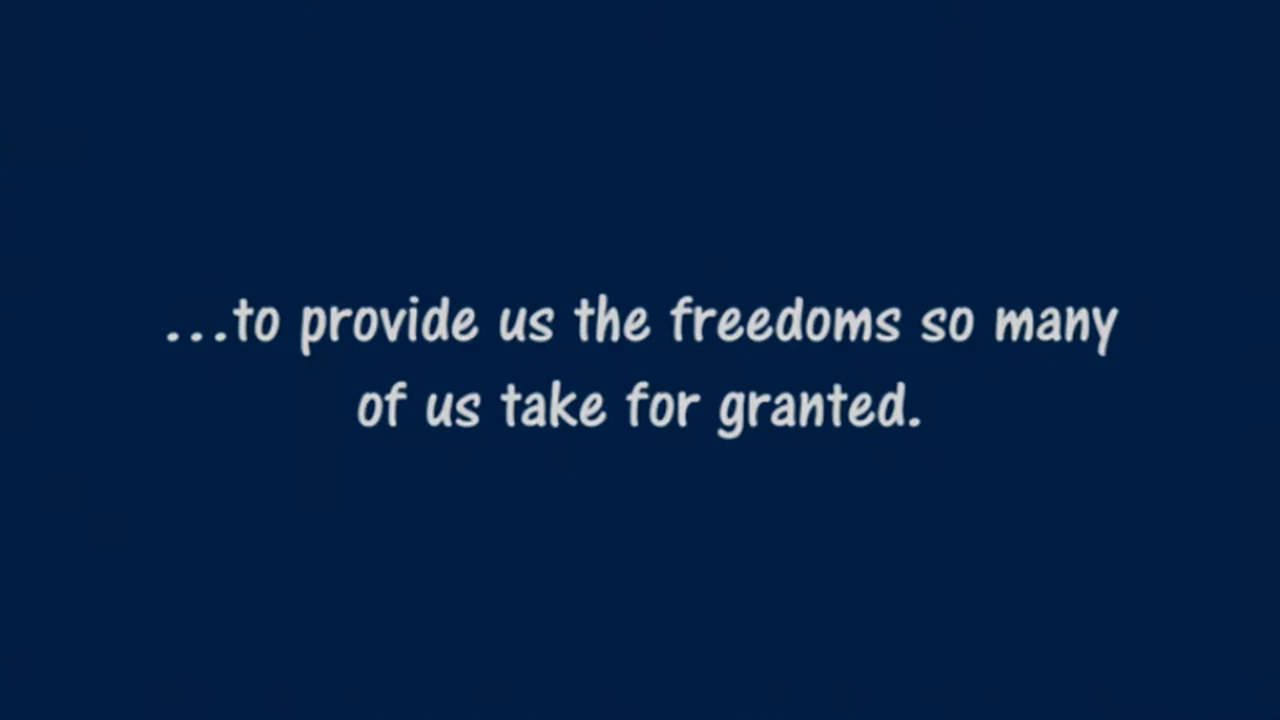 ...to provide us the freedoms so many
of us take for granted.